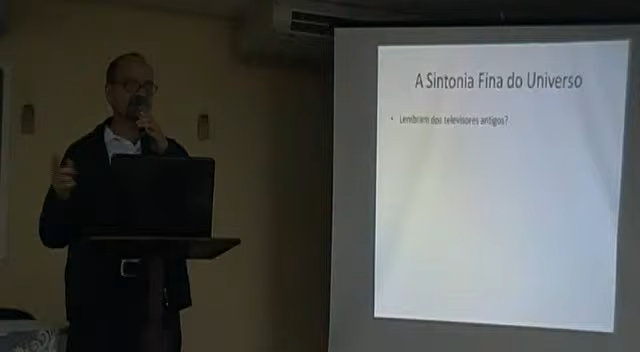 A Sintonia Fina do Universo
• Lembram dos televisores antigos?